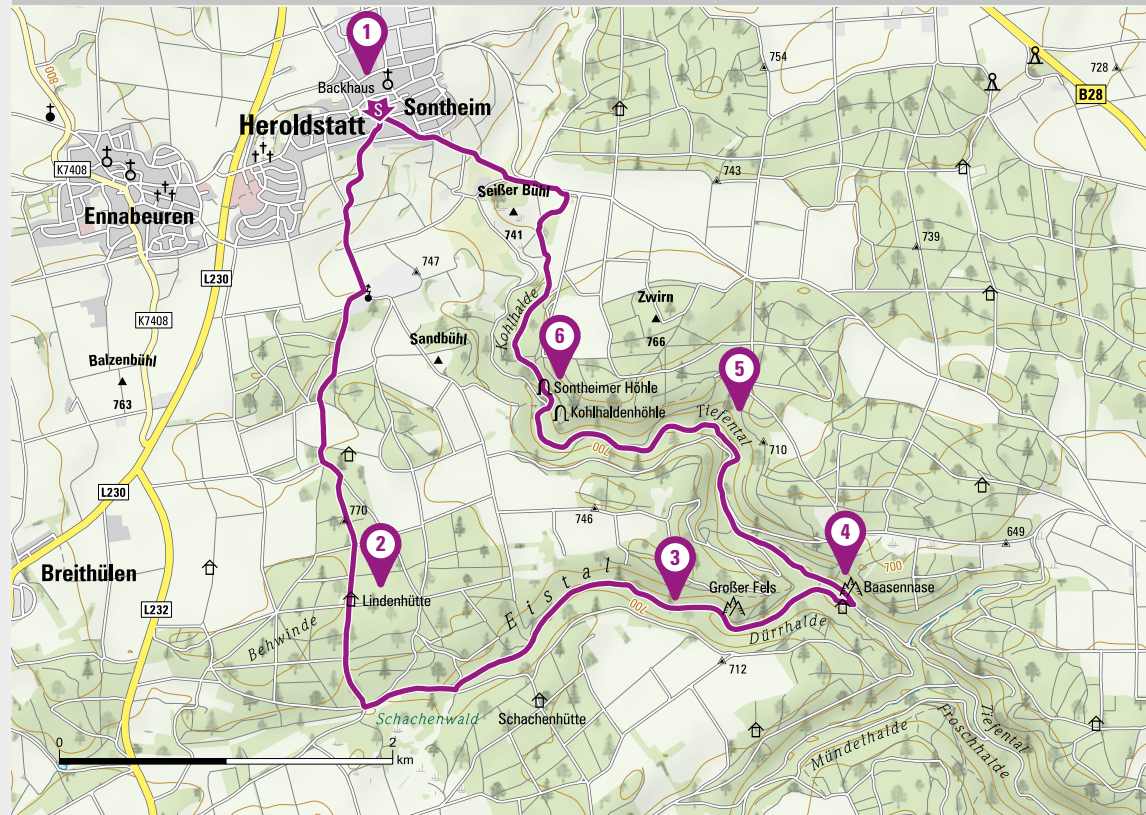 1
Backhaus
S
Sontheim
Heroldstatt
754
728
B28
800
K7408
Ennabeuren
Seißer Bühl
741
743
739
L230
747
K7408
Kohlhalde
Zwirn
766
Sandbühl
Balzenbühl
763
6
5
Sontheimer Höhle
Kohlhaldenhöhle
Tiefental
700
710
L230
770
746
649
2
3
4
Breithülen
Lindenhütte
Eistal
700
Großer Fels
700
Baasennase
L232
Behwinde
Dürrhalde
712
Schachenwald
Schachenhütte
Mündelhalde
Froschhalde
Tiefental
0
2
km